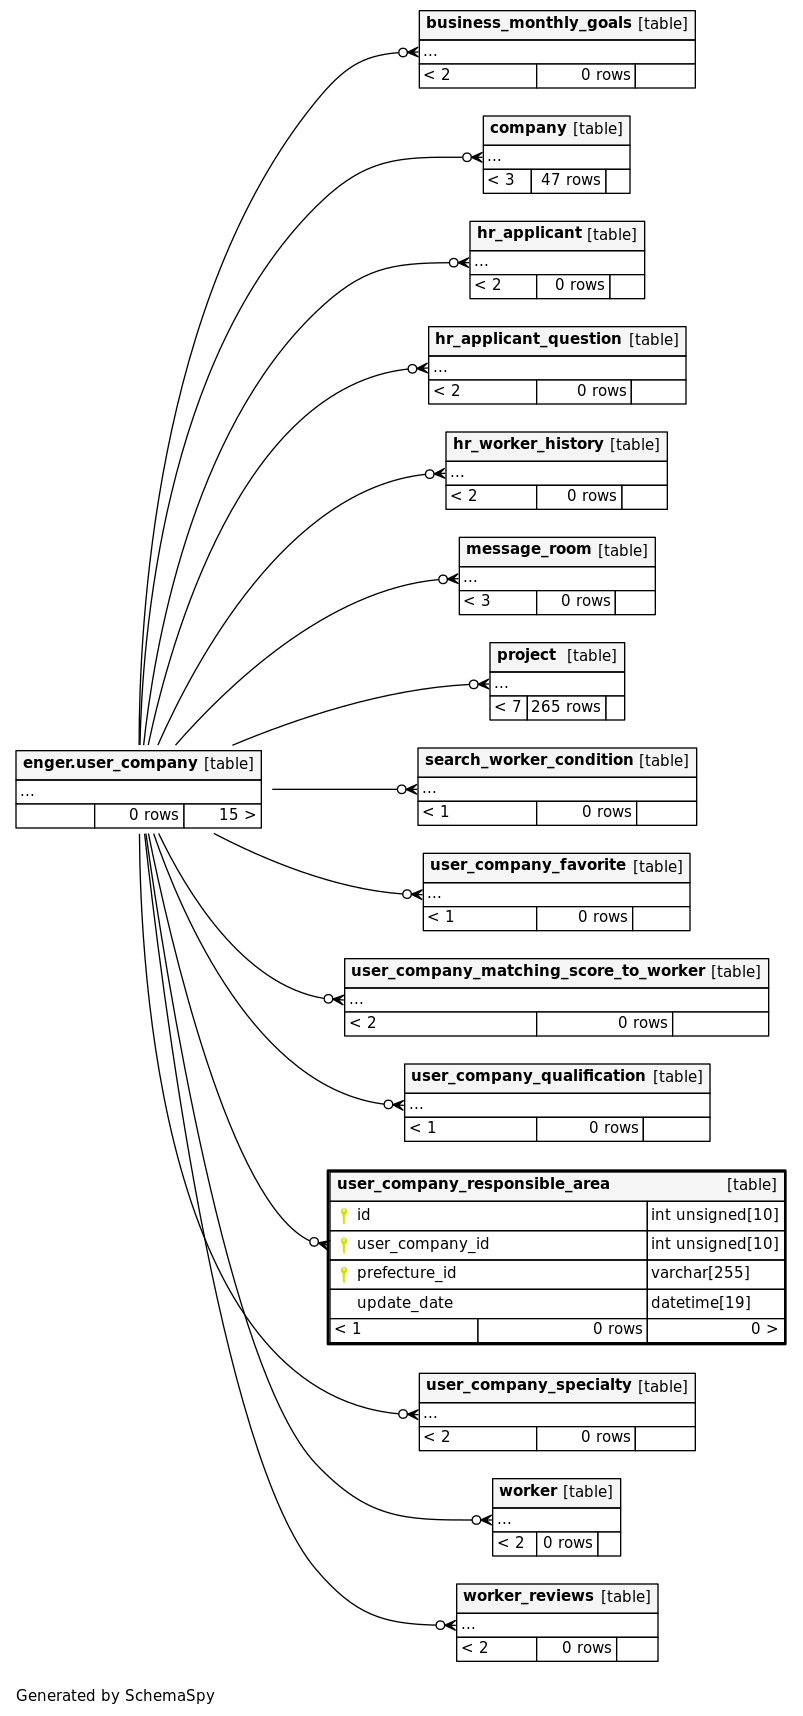 business_monthly_goals [table]
...
< 2 0 rows
company [table]
...
< 3 47 rows
hr_applicant [table]
...
< 2 0 rows
hr_applicant_question [table]
...
< 2 0 rows
hr_worker_history [table]
...
< 2 0 rows
message_room [table]
...
< 3 0 rows
project [table]
...
< 7 265 rows
enger.user_company [table]
...
0 rows 15 >
search_worker_condition [table]
...
< 1 0 rows
user_company_favorite [table]
...
< 1 0 rows
user_company_matching_score_to_worker [table]
...
< 2 0 rows
user_company_qualification [table]
...
< 1 0 rows
user_company_responsible_area [table]
id int unsigned[10]
user_company_id int unsigned[10]
prefecture_id varchar[255]
update_date datetime[19]
< 1 0 rows 0 >
user_company_specialty [table]
...
< 2 0 rows
worker [table]
...
< 2 0 rows
worker_reviews [table]
...
< 2 0 rows
Generated by SchemaSpy